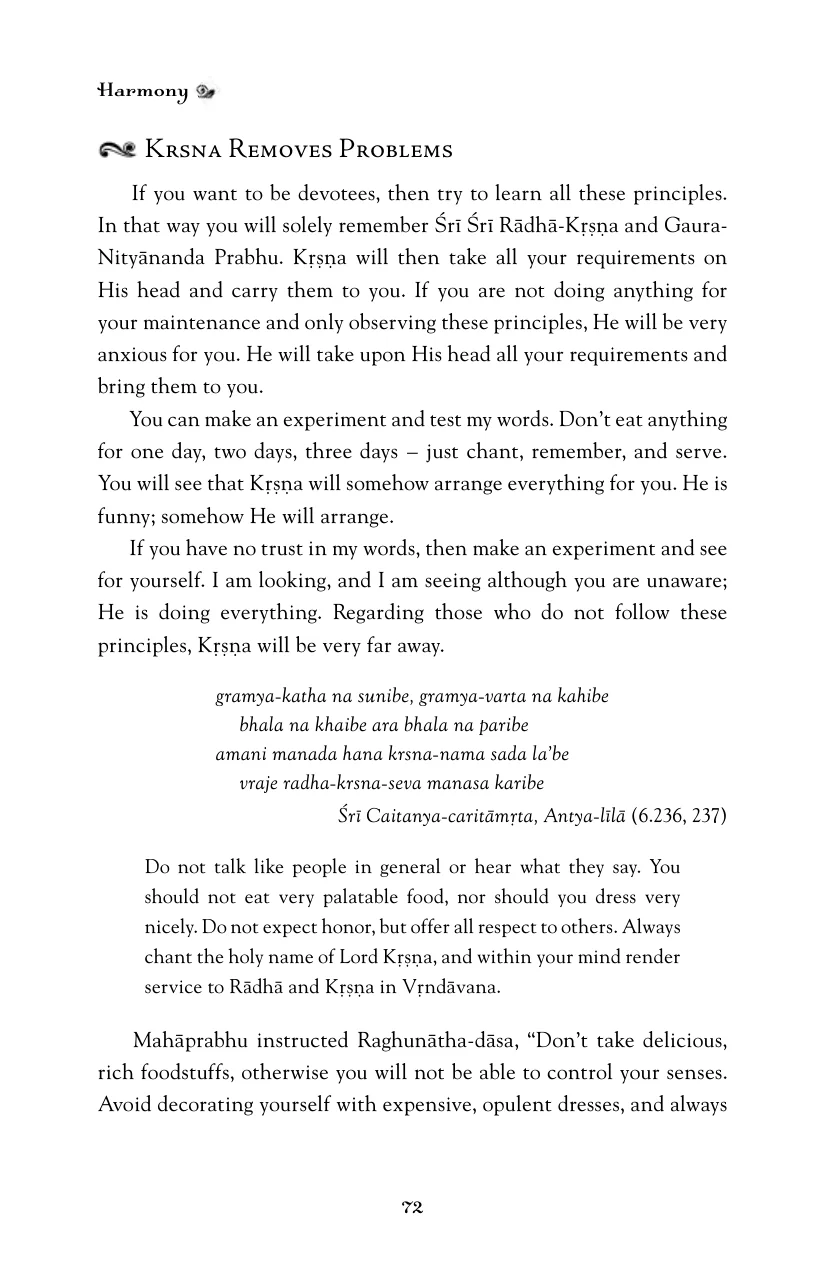 Harmony
Krsna Removes Problems
If you want to be devotees, then try to learn all these principles.
In that way you will solely remember Śrī Śrī Rādhā-Kṛṣṇa and Gaura-
Nityānanda Prabhu. Kṛṣṇa will then take all your requirements on
His head and carry them to you. If you are not doing anything for
your maintenance and only observing these principles, He will be very
anxious for you. He will take upon His head all your requirements and
bring them to you.
You can make an experiment and test my words. Don’t eat anything
for one day, two days, three days – just chant, remember, and serve.
You will see that Kṛṣṇa will somehow arrange everything for you. He is
funny; somehow He will arrange.
If you have no trust in my words, then make an experiment and see
for yourself. I am looking, and I am seeing although you are unaware;
He is doing everything. Regarding those who do not follow these
principles, Kṛṣṇa will be very far away.
gramya-katha na sunibe, gramya-varta na kahibe
bhala na khaibe ara bhala na paribe
amani manada hana krsna-nama sada la’be
vraje radha-krsna-seva manasa karibe
Śrī Caitanya-caritāmṛta, Antya-līlā (6.236, 237)
Do not talk like people in general or hear what they say. You
should not eat very palatable food, nor should you dress very
nicely. Do not expect honor, but offer all respect to others. Always
chant the holy name of Lord Kṛṣṇa, and within your mind render
service to Rādhā and Kṛṣṇa in Vṛndāvana.
Mahāprabhu instructed Raghunātha-dāsa, “Don’t take delicious,
rich foodstuffs, otherwise you will not be able to control your senses.
Avoid decorating yourself with expensive, opulent dresses, and always
72